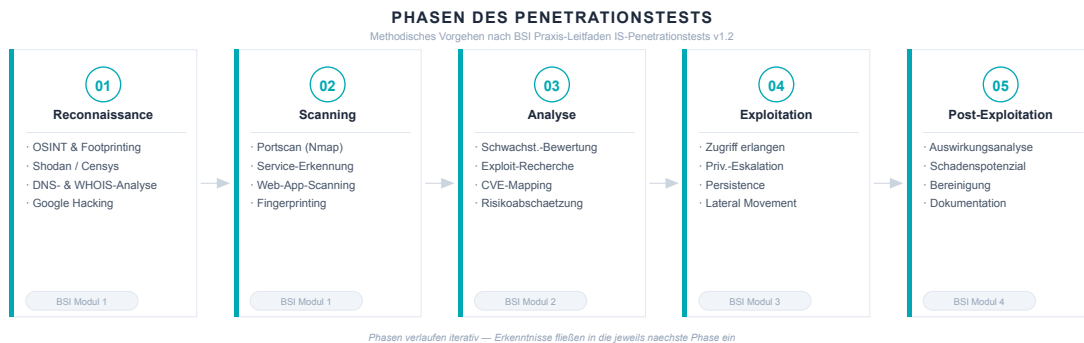 PHASEN DES PENETRATIONSTESTS
Methodisches Vorgehen nach BSI Praxis-Leitfaden IS-Penetrationstests v1.2
01
Reconnaissance
· OSINT & Footprinting
· Shodan / Censys
· DNS- & WHOIS-Analyse
· Google Hacking
BSI Modul 1
02
Scanning
· Portscan (Nmap)
· Service-Erkennung
· Web-App-Scanning
· Fingerprinting
BSI Modul 1
03
Analyse
· Schwachst.-Bewertung
· Exploit-Recherche
· CVE-Mapping
· Risikoabschaetzung
BSI Modul 2
04
Exploitation
· Zugriff erlangen
· Priv.-Eskalation
· Persistence
· Lateral Movement
BSI Modul 3
05
Post-Exploitation
· Auswirkungsanalyse
· Schadenspotenzial
· Bereinigung
· Dokumentation
BSI Modul 4
Phasen verlaufen iterativ — Erkenntnisse fließen in die jeweils naechste Phase ein